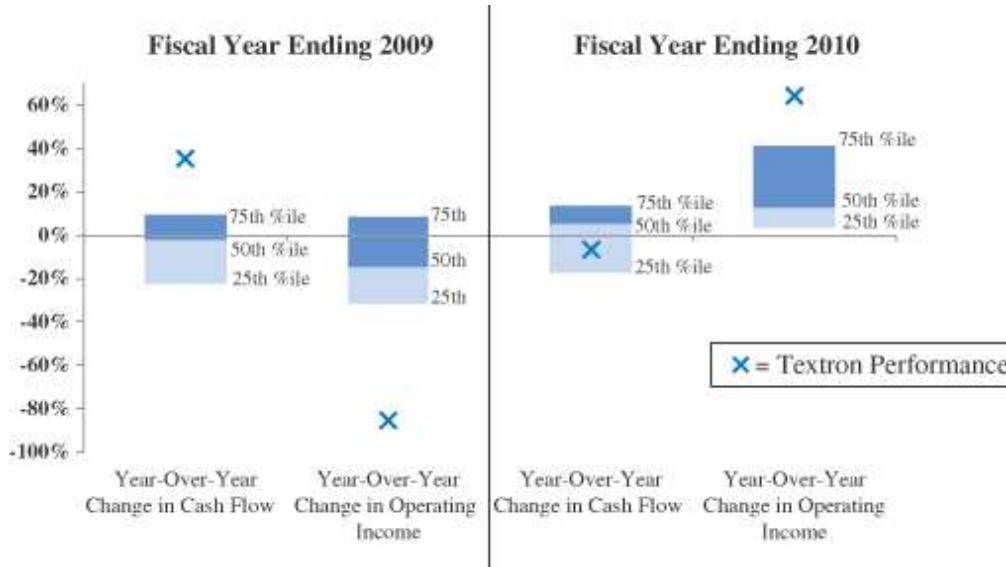 Fiscal Year Ending 2009
60%
40%
20%
0%
-20%
-40%
-60%
-80%
-100%
75th %ile
50th %ile
25th %ile
75th
50th
25th
Year-Over-Year
Change in Cash Flow
Year-Over-Year
Change in Operating
Income
Fiscal Year Ending 2010
75th %ile
50th %ile
25th %ile
75th %ile
50th %ile
25th %ile
= Textron Performance
Year-Over-Year
Change in Cash Flow
Year-Over-Year
Change in Operating
Income